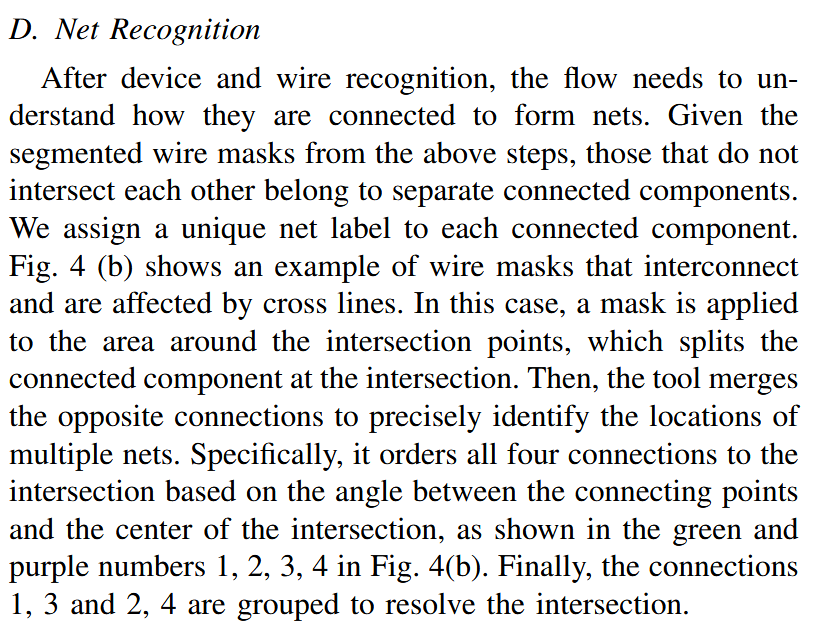 D. Net Recognition
After device and wire recognition, the flow needs to un-
derstand how they are connected to form nets. Given the
segmented wire masks from the above steps, those that do not
intersect each other belong to separate connected components.
We assign a unique net label to each connected component.
Fig. 4 (b) shows an example of wire masks that interconnect
and are affected by cross lines. In this case, a mask is applied
to the area around the intersection points, which splits the
connected component at the intersection. Then, the tool merges
the opposite connections to precisely identify the locations of
multiple nets. Specifically, it orders all four connections to the
intersection based on the angle between the connecting points
and the center of the intersection, as shown in the green and
purple numbers 1, 2, 3, 4 in Fig. 4(b). Finally, the connections
1, 3 and 2, 4 are grouped to resolve the intersection.